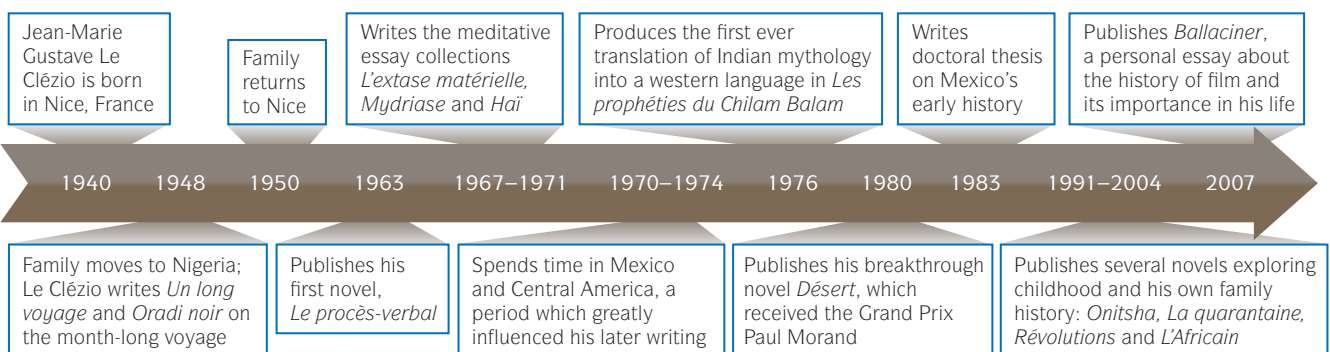 Jean-Marie
Gustave Le
Clézio is born
in Nice, France
Family
returns
to Nice
Writes the meditative
essay collections
L'extase matérielle,
Mydriase and Haï
Produces the first ever
translation of Indian mythology
into a western language in Les
prophéties du Chilam Balam
Writes
doctoral thesis
on Mexico's
early history
Publishes Ballaciner,
a personal essay about
the history of film and
its importance in his life
1940 1948 1950 1963 1967–1971 1970–1974 1976 1980 1983 1991–2004 2007
Family moves to Nigeria;
Le Clézio writes Un long
voyage and Oradi noir on
the month-long voyage
Publishes his
first novel,
Le procès-verbal
Spends time in Mexico
and Central America, a
period which greatly
influenced his later writing
Publishes his breakthrough
novel Désert, which
received the Grand Prix
Paul Morand
Publishes several novels exploring
childhood and his own family
history: Onitsha, La quarantaine,
Révolutions and L'Africain